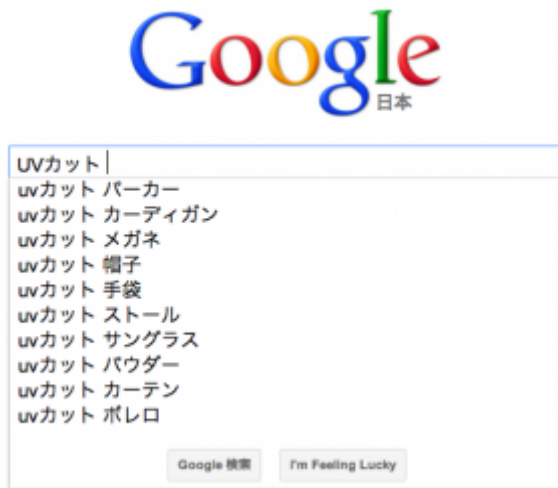 Google
日本
UVカット
uvカット パーカー
uvカット カーディガン
uvカット メガネ
uvカット 帽子
uvカット 手袋
uvカット ストール
uvカット サングラス
uvカット パウダー
uvカット カーテン
uvカット ボレロ
Google 検索 I'm Feeling Lucky